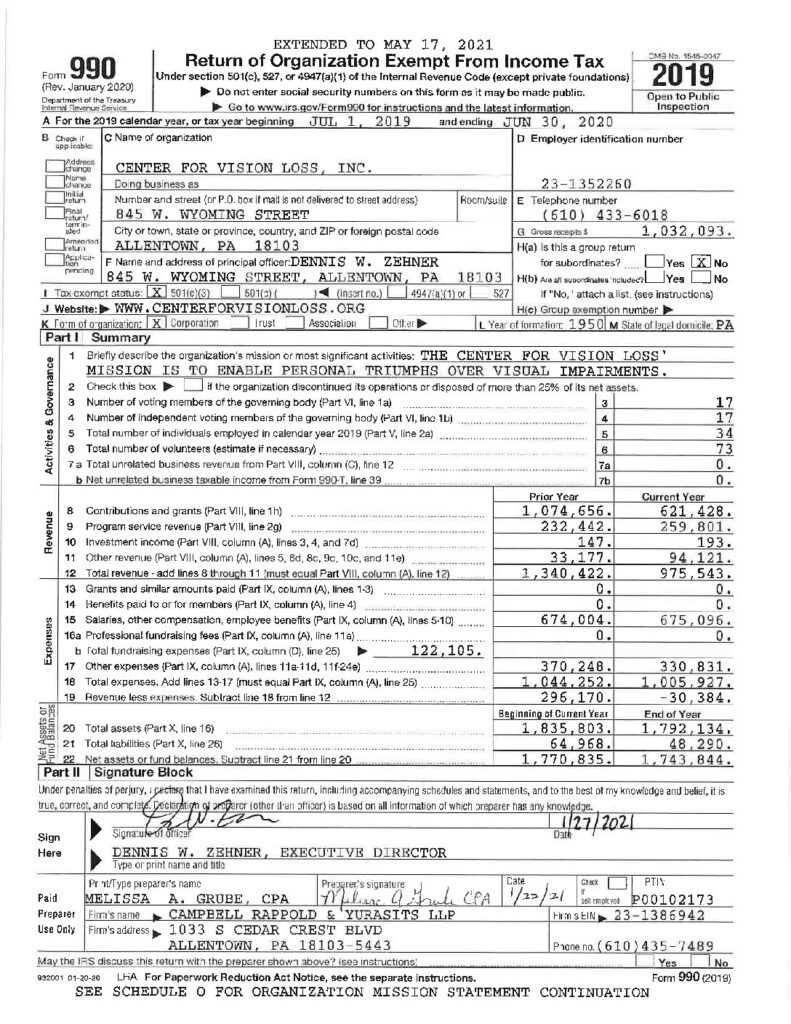 EXTENDED TO MAY 17, 2021
Form 990
(Rev. January 2020)
Department of the Treasury
Internal Revenue Service
Return of Organization Exempt From Income Tax
Under section 501(c), 527, or 4947(a)(1) of the Internal Revenue Code (except private foundations)
▶ Do not enter social security numbers on this form as it may be made public.
▶ Go to www.irs.gov/Form990 for instructions and the latest information.
OMB No. 1545-0047
2019
Open to Public
Inspection
A For the 2019 calendar year, or tax year beginning JUL 1, 2019 and ending JUN 30, 2020
B Check if applicable:
Address change
Name change
Initial return
Final return/terminated
Amended return
Application pending
C Name of organization
CENTER FOR VISION LOSS, INC.
Doing business as
Number and street (or P.O. box if mail is not delivered to street address) Room/suite
845 W. WYOMING STREET
City or town, state or province, country, and ZIP or foreign postal code
ALLENTOWN, PA 18103
F Name and address of principal officer: DENNIS W. ZEHNER
845 W. WYOMING STREET, ALLENTOWN, PA 18103
D Employer identification number
23-1352260
E Telephone number
(610) 433-6018
G Gross receipts $ 1,032,093.
H(a) Is this a group return
for subordinates? Yes X No
H(b) Are all subordinates included? Yes No
If "No," attach a list. (see instructions)
H(c) Group exemption number ▶
I Tax-exempt status: X 501(c)(3) 501(c) ( )◀ (insert no.) 4947(a)(1) or 527
J Website: ▶ WWW.CENTERFORVISIONLOSS.ORG
K Form of organization: X Corporation Trust Association Other ▶
L Year of formation: 1950 M State of legal domicile: PA
Part I Summary
Activities & Governance
1 Briefly describe the organization's mission or most significant activities: THE CENTER FOR VISION LOSS'
MISSION IS TO ENABLE PERSONAL TRIUMPHS OVER VISUAL IMPAIRMENTS.
2 Check this box ▶ if the organization discontinued its operations or disposed of more than 25% of its net assets.
3 Number of voting members of the governing body (Part VI, line 1a) 3 17
4 Number of independent voting members of the governing body (Part VI, line 1b) 4 17
5 Total number of individuals employed in calendar year 2019 (Part V, line 2a) 5 34
6 Total number of volunteers (estimate if necessary) 6 73
7 a Total unrelated business revenue from Part VIII, column (C), line 12 7a 0.
b Net unrelated business taxable income from Form 990-T, line 39 7b 0.
Prior Year Current Year
Revenue
8 Contributions and grants (Part VIII, line 1h) 1,074,656. 621,428.
9 Program service revenue (Part VIII, line 2g) 232,442. 259,801.
10 Investment income (Part VIII, column (A), lines 3, 4, and 7d) 147. 193.
11 Other revenue (Part VIII, column (A), lines 5, 6d, 8c, 9c, 10c, and 11e) 33,177. 94,121.
12 Total revenue - add lines 8 through 11 (must equal Part VIII, column (A), line 12) 1,340,422. 975,543.
Expenses
13 Grants and similar amounts paid (Part IX, column (A), lines 1-3) 0. 0.
14 Benefits paid to or for members (Part IX, column (A), line 4) 0. 0.
15 Salaries, other compensation, employee benefits (Part IX, column (A), lines 5-10) 674,004. 675,096.
16a Professional fundraising fees (Part IX, column (A), line 11e) 0. 0.
b Total fundraising expenses (Part IX, column (D), line 25) ▶ 122,105.
17 Other expenses (Part IX, column (A), lines 11a-11d, 11f-24e) 370,248. 330,831.
18 Total expenses. Add lines 13-17 (must equal Part IX, column (A), line 25) 1,044,252. 1,005,927.
19 Revenue less expenses. Subtract line 18 from line 12 296,170. -30,384.
Net Assets or Fund Balances
Beginning of Current Year End of Year
20 Total assets (Part X, line 16) 1,835,803. 1,792,134.
21 Total liabilities (Part X, line 26) 64,968. 48,290.
22 Net assets or fund balances. Subtract line 21 from line 20 1,770,835. 1,743,844.
Part II Signature Block
Under penalties of perjury, I declare that I have examined this return, including accompanying schedules and statements, and to the best of my knowledge and belief, it is
true, correct, and complete. Declaration of preparer (other than officer) is based on all information of which preparer has any knowledge.
Sign Here
Signature of officer
1/27/2021
Date
DENNIS W. ZEHNER, EXECUTIVE DIRECTOR
Type or print name and title
Paid Preparer Use Only
Print/Type preparer's name
MELISSA A. GRUBE, CPA
Preparer's signature
Melissa A Grube CPA
Date
1/22/21
Check if self-employed
PTIN
P00102173
Firm's name ▶ CAMPBELL RAPPOLD & YURASITS LLP
Firm's EIN ▶ 23-1386942
Firm's address ▶ 1033 S CEDAR CREST BLVD
ALLENTOWN, PA 18103-5443
Phone no. (610)435-7489
May the IRS discuss this return with the preparer shown above? (see instructions) Yes No
932001 01-20-20 LHA For Paperwork Reduction Act Notice, see the separate instructions. Form 990 (2019)
SEE SCHEDULE O FOR ORGANIZATION MISSION STATEMENT CONTINUATION